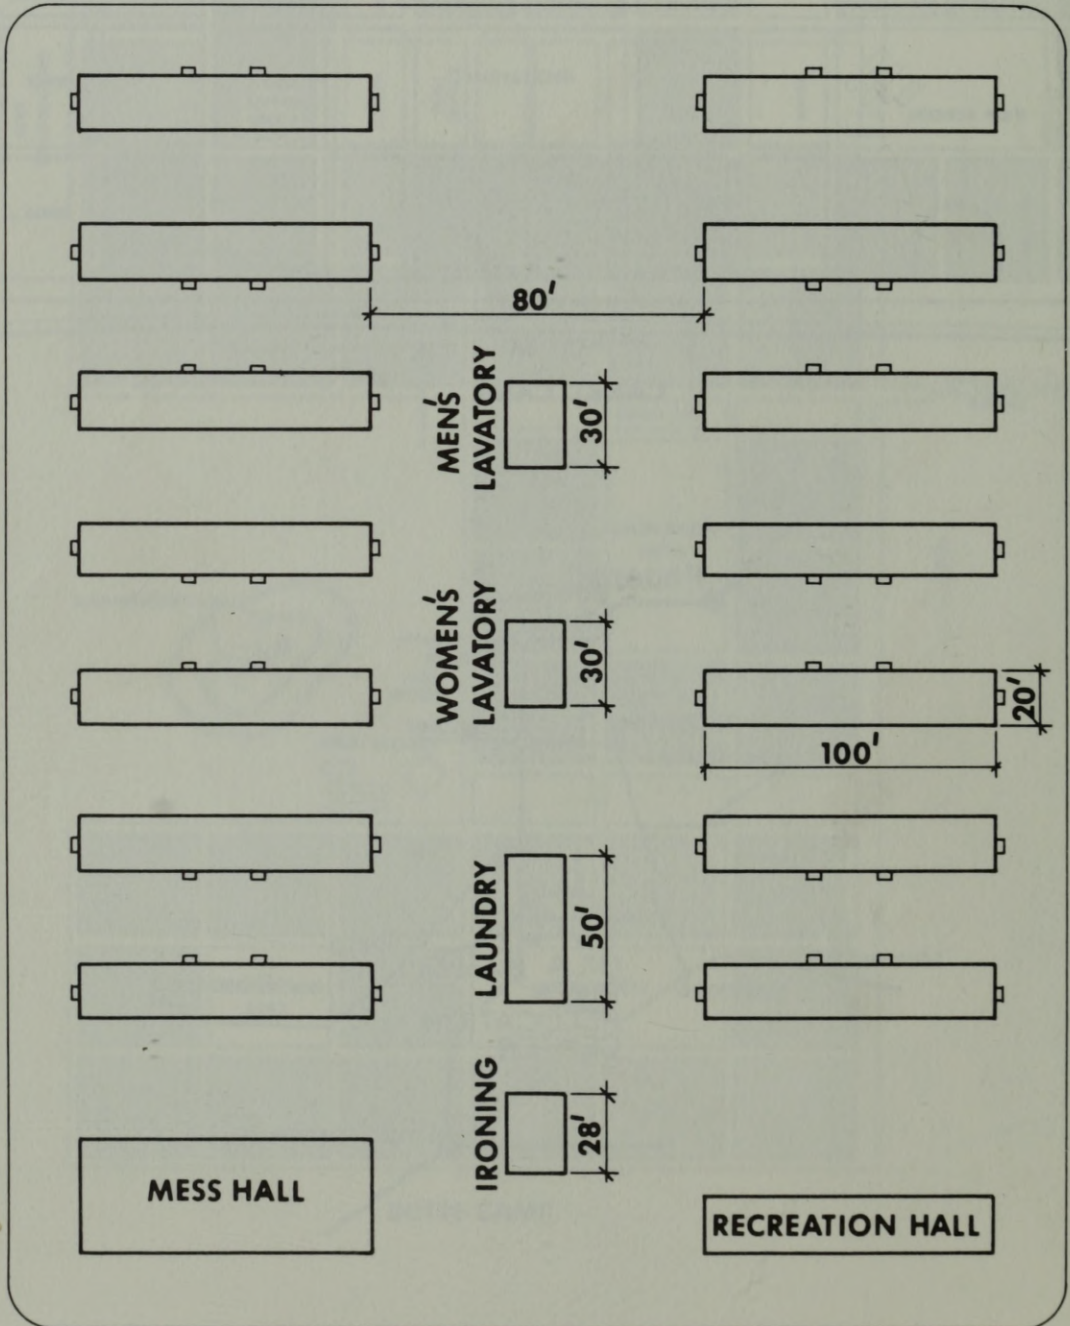 80'
MEN'S
LAVATORY
30'
WOMEN'S
LAVATORY
30'
20'
100'
LAUNDRY
50'
IRONING
28'
MESS HALL
RECREATION HALL